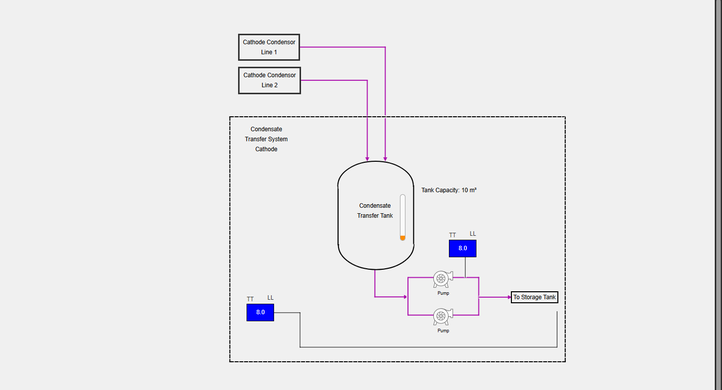 Cathode Condensor
Line 1
Cathode Condensor
Line 2
Condensate
Transfer System
Cathode
Tank Capacity: 10 m³
Condensate
Transfer Tank
TT LL
8.0
Pump
To Storage Tank
TT LL
8.0
Pump